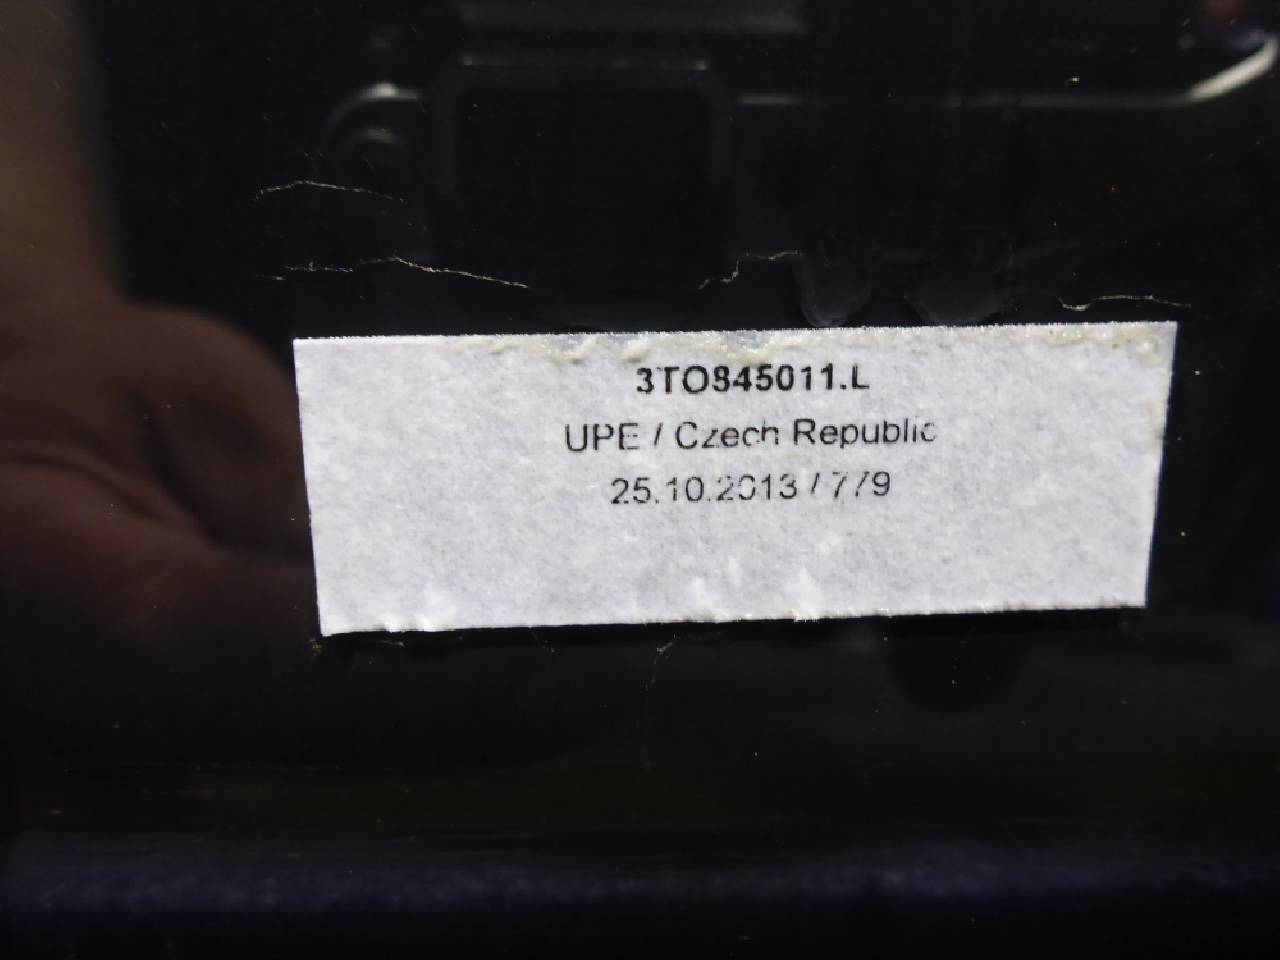 3TO845011.L
UPE / Czech Republic
25.10.2013 / 779